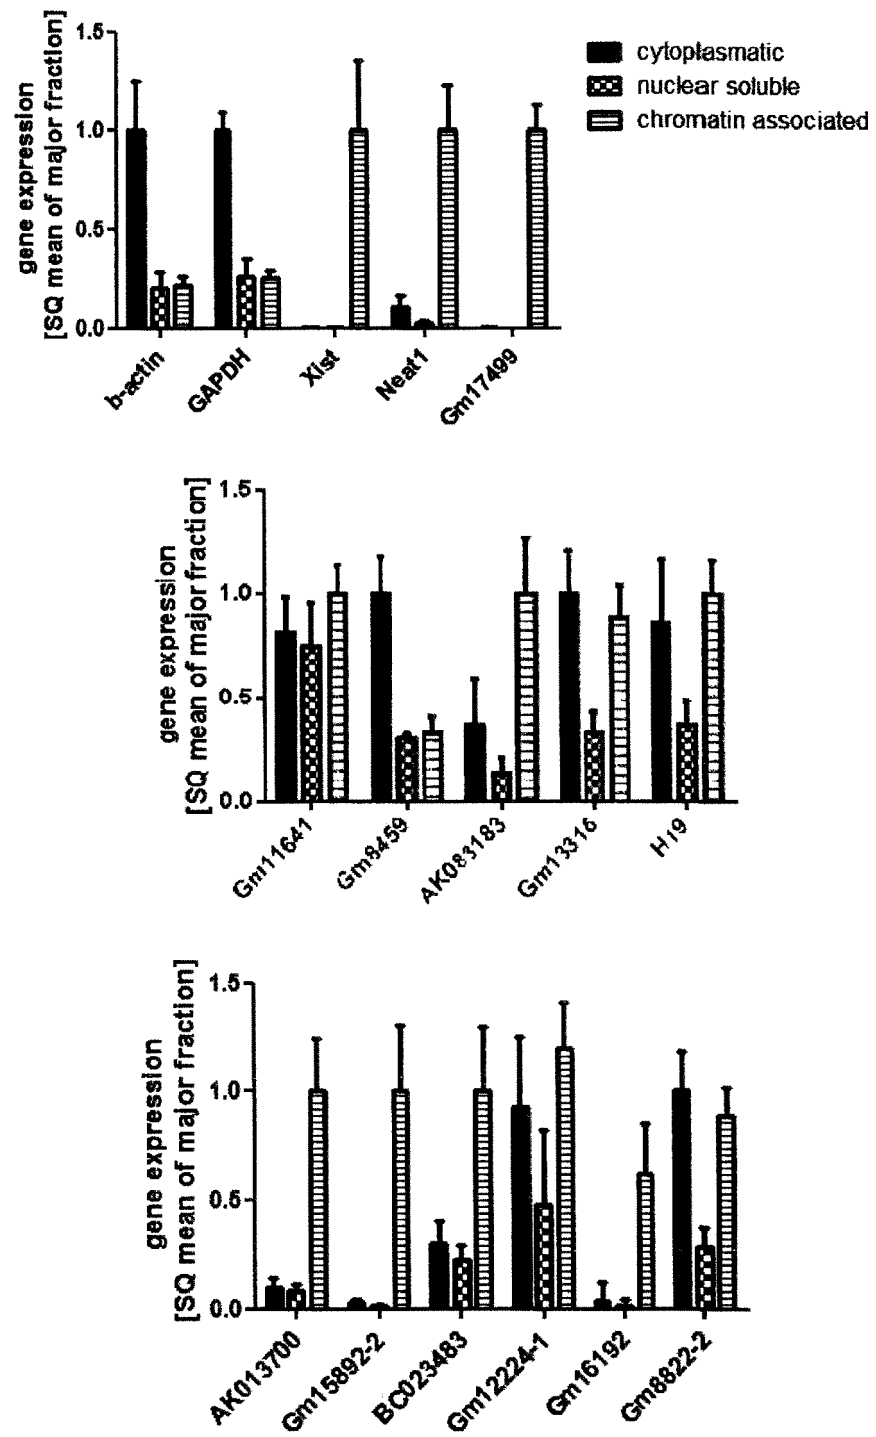 1.5
1.0
0.5
0.0
gene expression
[SQ mean of major fraction]
cytoplasmatic
nuclear soluble
chromatin associated
b-actin
GAPDH
Xist
Neat1
Gm17499
1.5
1.0
0.5
0.0
gene expression
[SQ mean of major fraction]
Gm11641
Gm8459
AK083183
Gm13316
H19
1.5
1.0
0.5
0.0
gene expression
[SQ mean of major fraction]
AK013700
Gm15892-2
BC023483
Gm12224-1
Gm16192
Gm8822-2